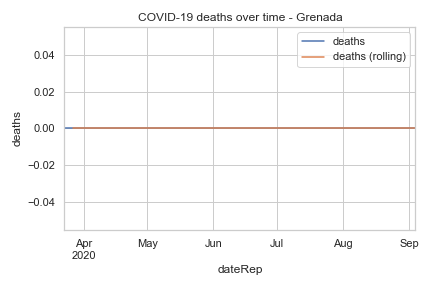 COVID-19 deaths over time - Grenada
deaths
deaths (rolling)
0.04
0.02
0.00
−0.02
−0.04
deaths
Apr
2020
May
Jun
Jul
Aug
Sep
dateRep